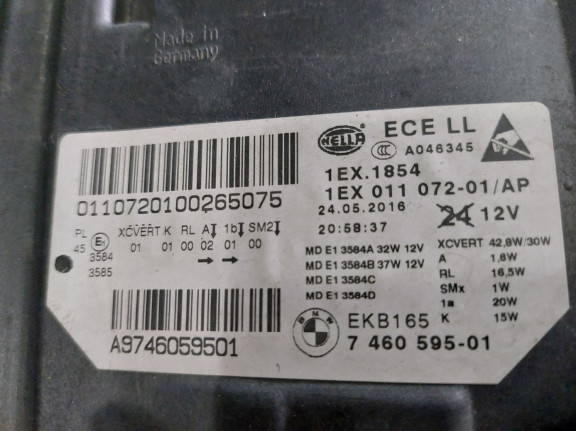 Made in
Germany
HELLA
ECE LL
CCC A046345
1EX.1854
1EX 011 072-01/AP
24.05.2016
20:58:37
24 12V
0110720100265075
PL XCVERT K RL A 1b SM2
45 E1 01 01 00 02 01 00
3584
3585
MD E1 3584A 32W 12V
MD E1 3584B 37W 12V
MD E1 3584C
MD E1 3584D
XCVERT 42,8W/30W
A 1,8W
RL 16,5W
SMx 1W
1a 20W
K 15W
BMW
EKB165
7 460 595-01
A9746059501